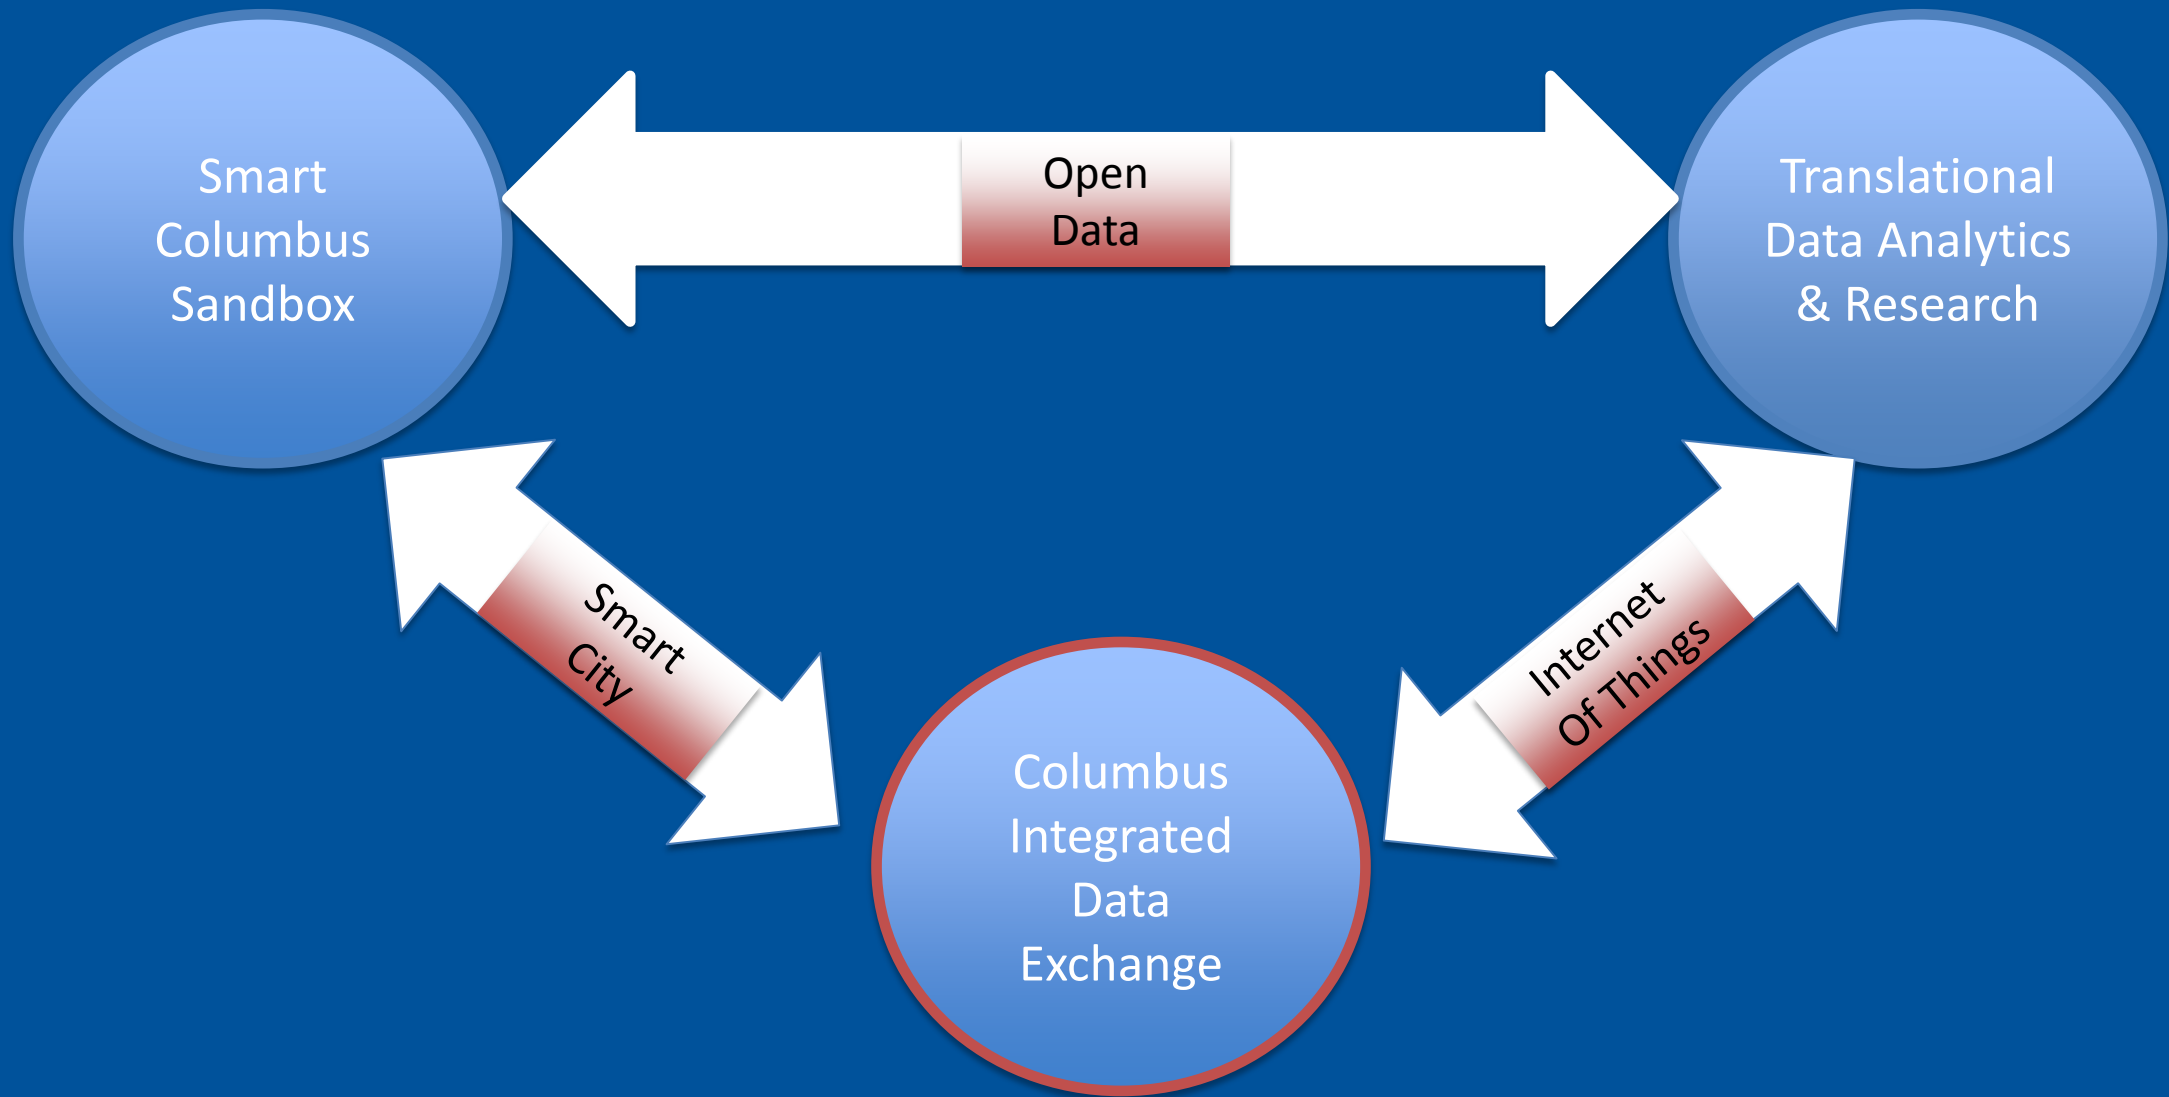 Smart
Columbus
Sandbox
Open
Data
Translational
Data Analytics
& Research
Smart
City
Internet
Of Things
Columbus
Integrated
Data
Exchange